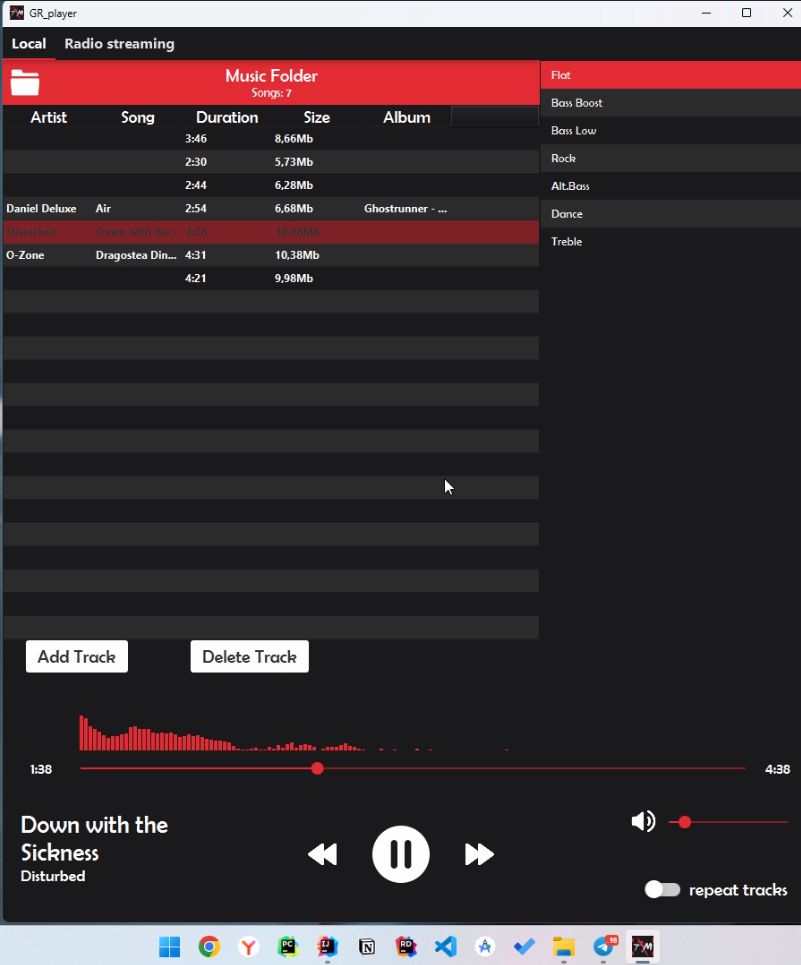 GR_player
Local Radio streaming
Music Folder
Songs: 7
Artist Song Duration Size Album
3:46 8,66Mb
2:30 5,73Mb
2:44 6,28Mb
Daniel Deluxe Air 2:54 6,68Mb Ghostrunner - ...
Disturbed Down with the... 4:38 10,66Mb
O-Zone Dragostea Din... 4:31 10,38Mb
4:21 9,98Mb
Flat
Bass Boost
Bass Low
Rock
Alt.Bass
Dance
Treble
Add Track Delete Track
1:38 4:38
Down with the
Sickness
Disturbed
repeat tracks
PC IJ N RD 98